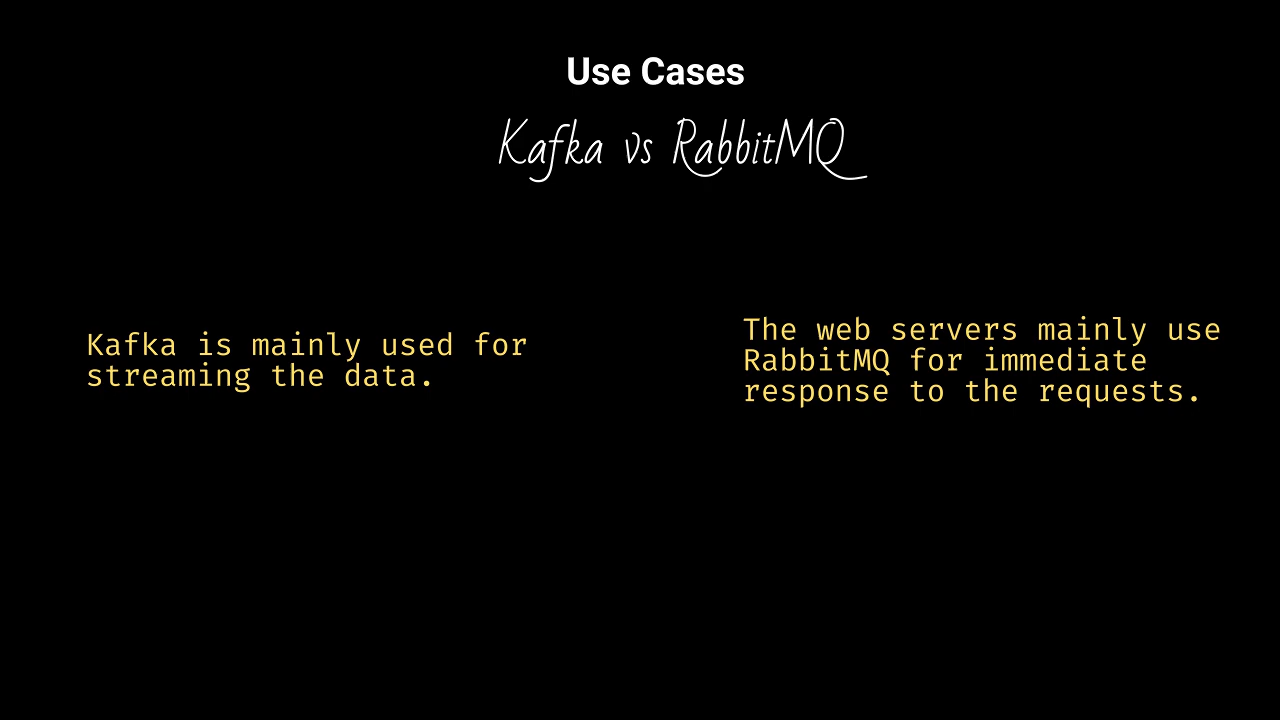 Use Cases
Kafka vs RabbitMQ
Kafka is mainly used for
streaming the data.
The web servers mainly use
RabbitMQ for immediate
response to the requests.